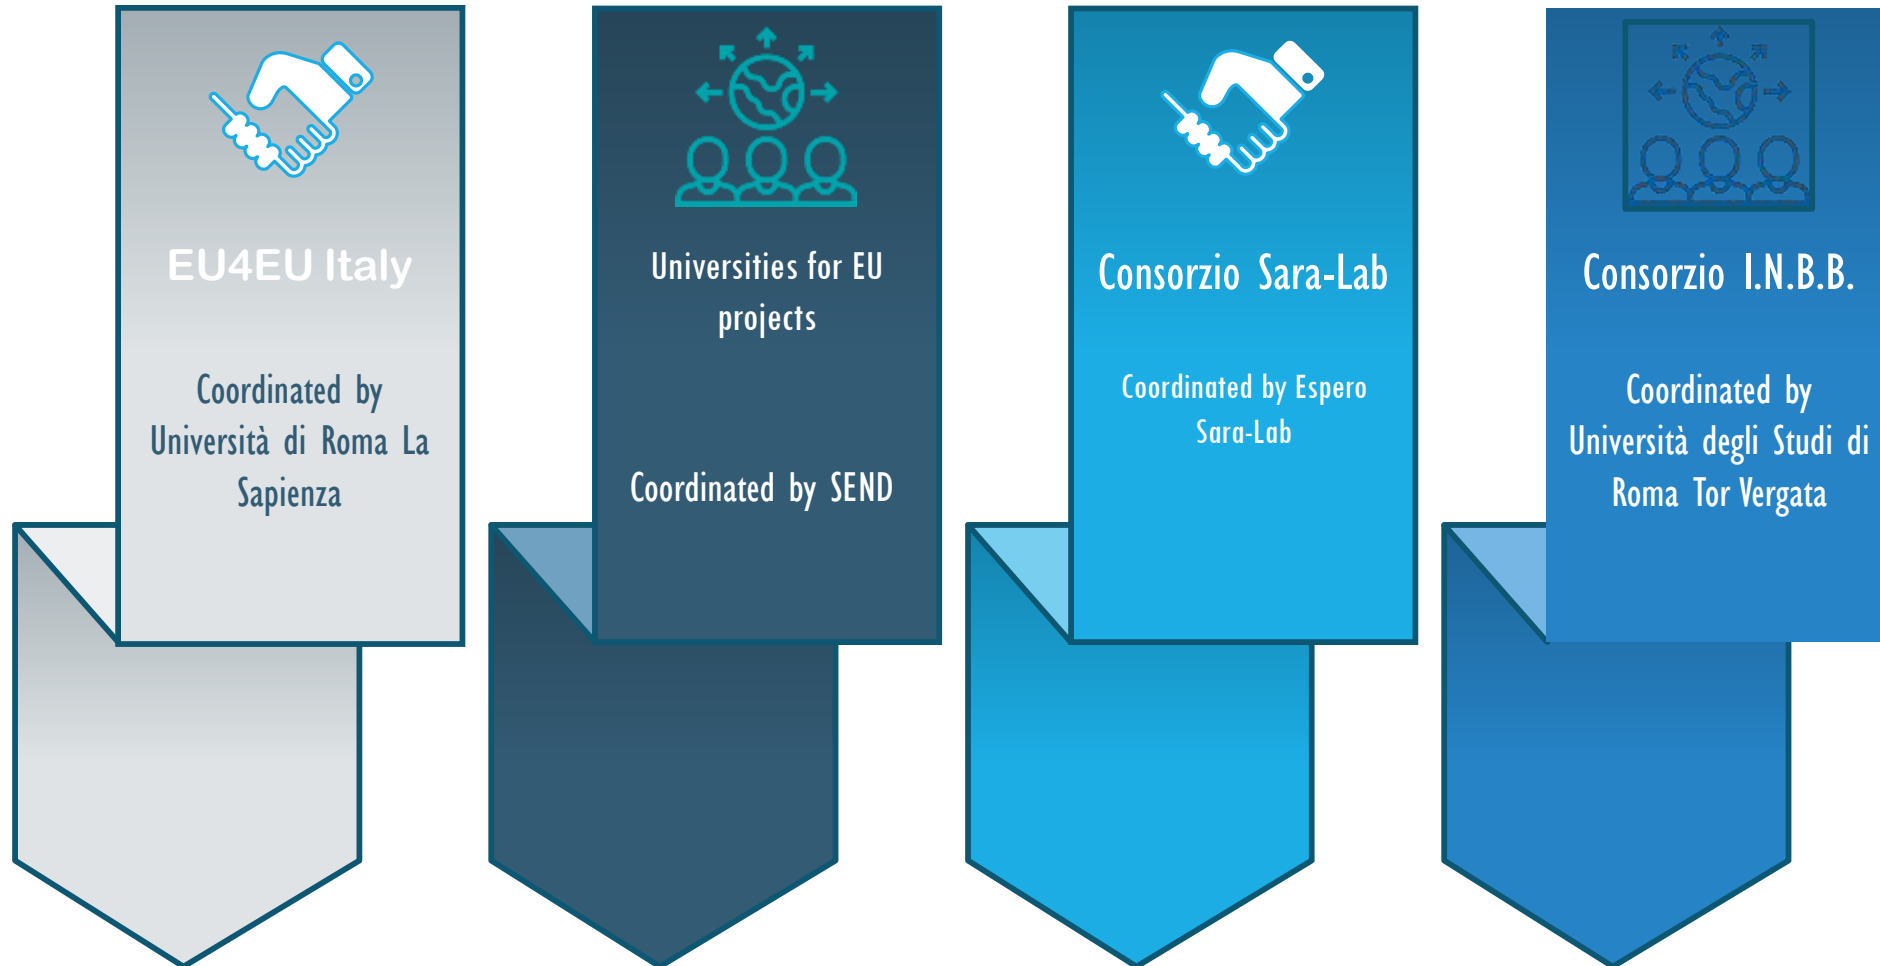 EU4EU Italy
Coordinated by
Università di Roma La
Sapienza
Universities for EU
projects
Coordinated by SEND
Consorzio Sara-Lab
Coordinated by Espero
Sara-Lab
Consorzio I.N.B.B.
Coordinated by
Università degli Studi di
Roma Tor Vergata